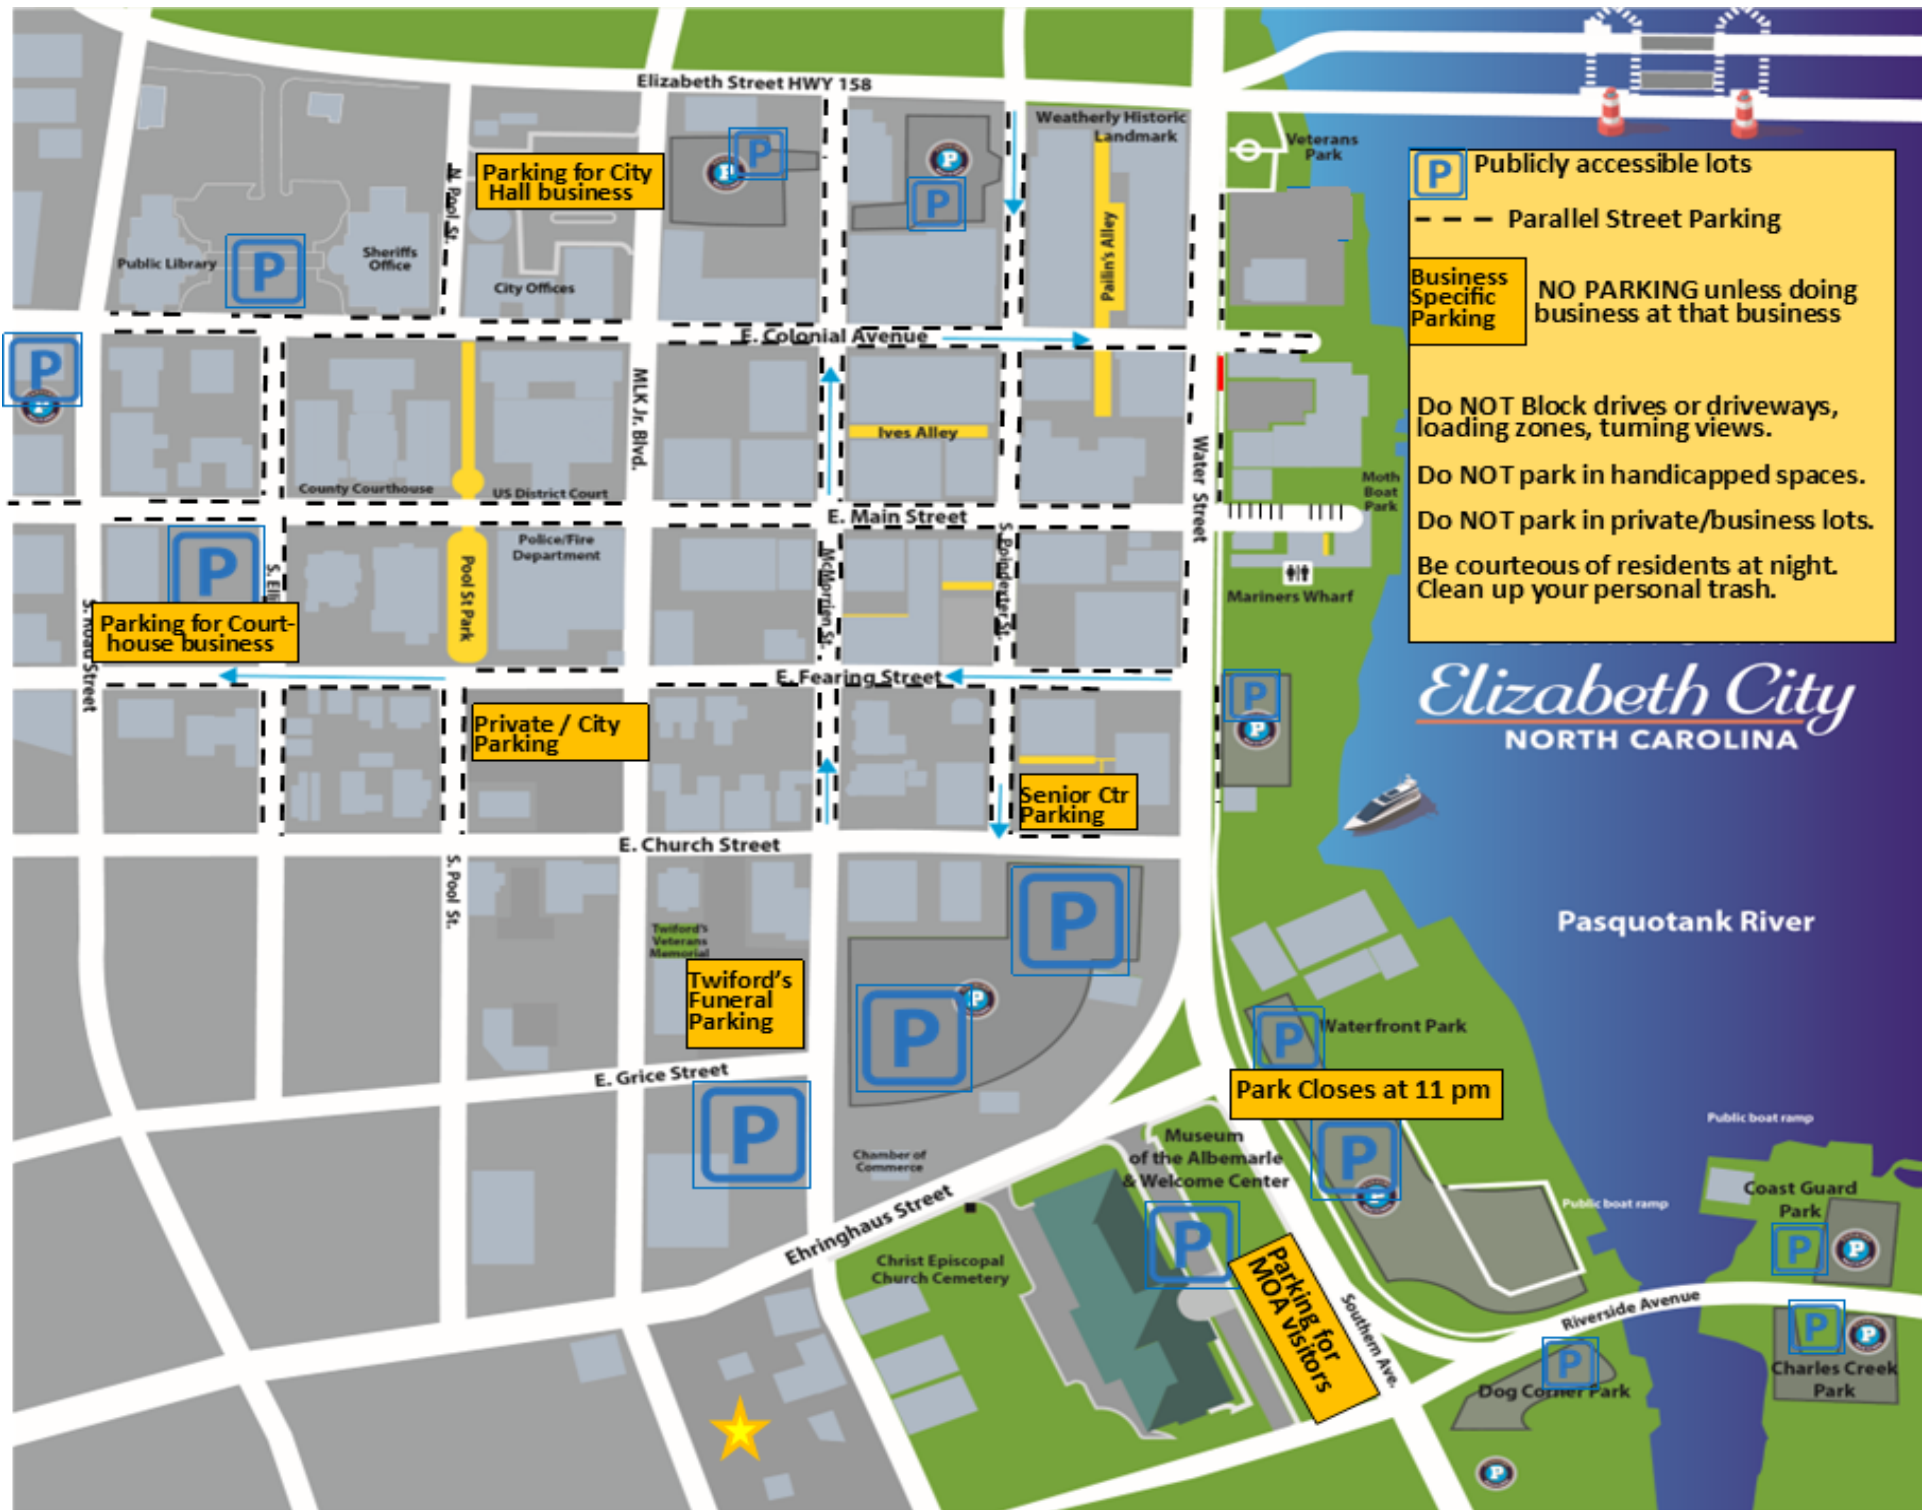 Elizabeth Street HWY 158
Weatherly Historic
Landmark
Veterans
Park
P
Publicly accessible lots
Parking for City
Hall business
P
P
P
P
N. Pool St.
Parallel Street Parking
Public Library
P
Sheriffs
Office
City Offices
Pailin's Alley
Business
Specific
Parking
NO PARKING unless doing
business at that business
E. Colonial Avenue
P
P
MLK Jr. Blvd.
Ives Alley
Water Street
Do NOT Block drives or driveways,
loading zones, turning views.
County Courthouse
US District Court
Moth
Boat
Park
Do NOT park in handicapped spaces.
E. Main Street
Do NOT park in private/business lots.
P
Police/Fire
Department
Pool St Park
McMorrien St.
S. Poindexter St.
Mariners Wharf
Be courteous of residents at night.
Clean up your personal trash.
S. Elli
S. Road Street
Parking for Court-
house business
E. Fearing Street
P
P
Elizabeth City
NORTH CAROLINA
Private / City
Parking
Senior Ctr
Parking
E. Church Street
S. Pool St.
P
Twiford's
Veterans
Memorial
Pasquotank River
Twiford's
Funeral
Parking
P
P
P
Waterfront Park
E. Grice Street
Park Closes at 11 pm
P
Public boat ramp
Chamber of
Commerce
Museum
of the Albemarle
& Welcome Center
P
P
Ehringhaus Street
Public boat ramp
Coast Guard
Park
P
P
P
Christ Episcopal
Church Cemetery
Parking for
MOA visitors
Southern Ave.
Riverside Avenue
P
P
Charles Creek
Park
P
Dog Corner Park
P